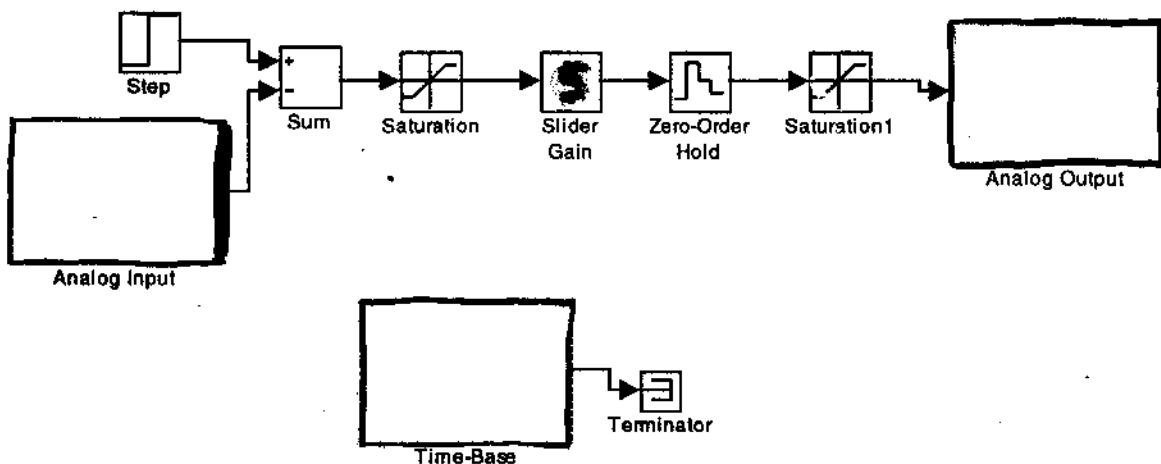 Step
+
−
Sum
Saturation
Slider
Gain
Zero-Order
Hold
Saturation1
Analog Output
Analog Input
Time-Base
Terminator